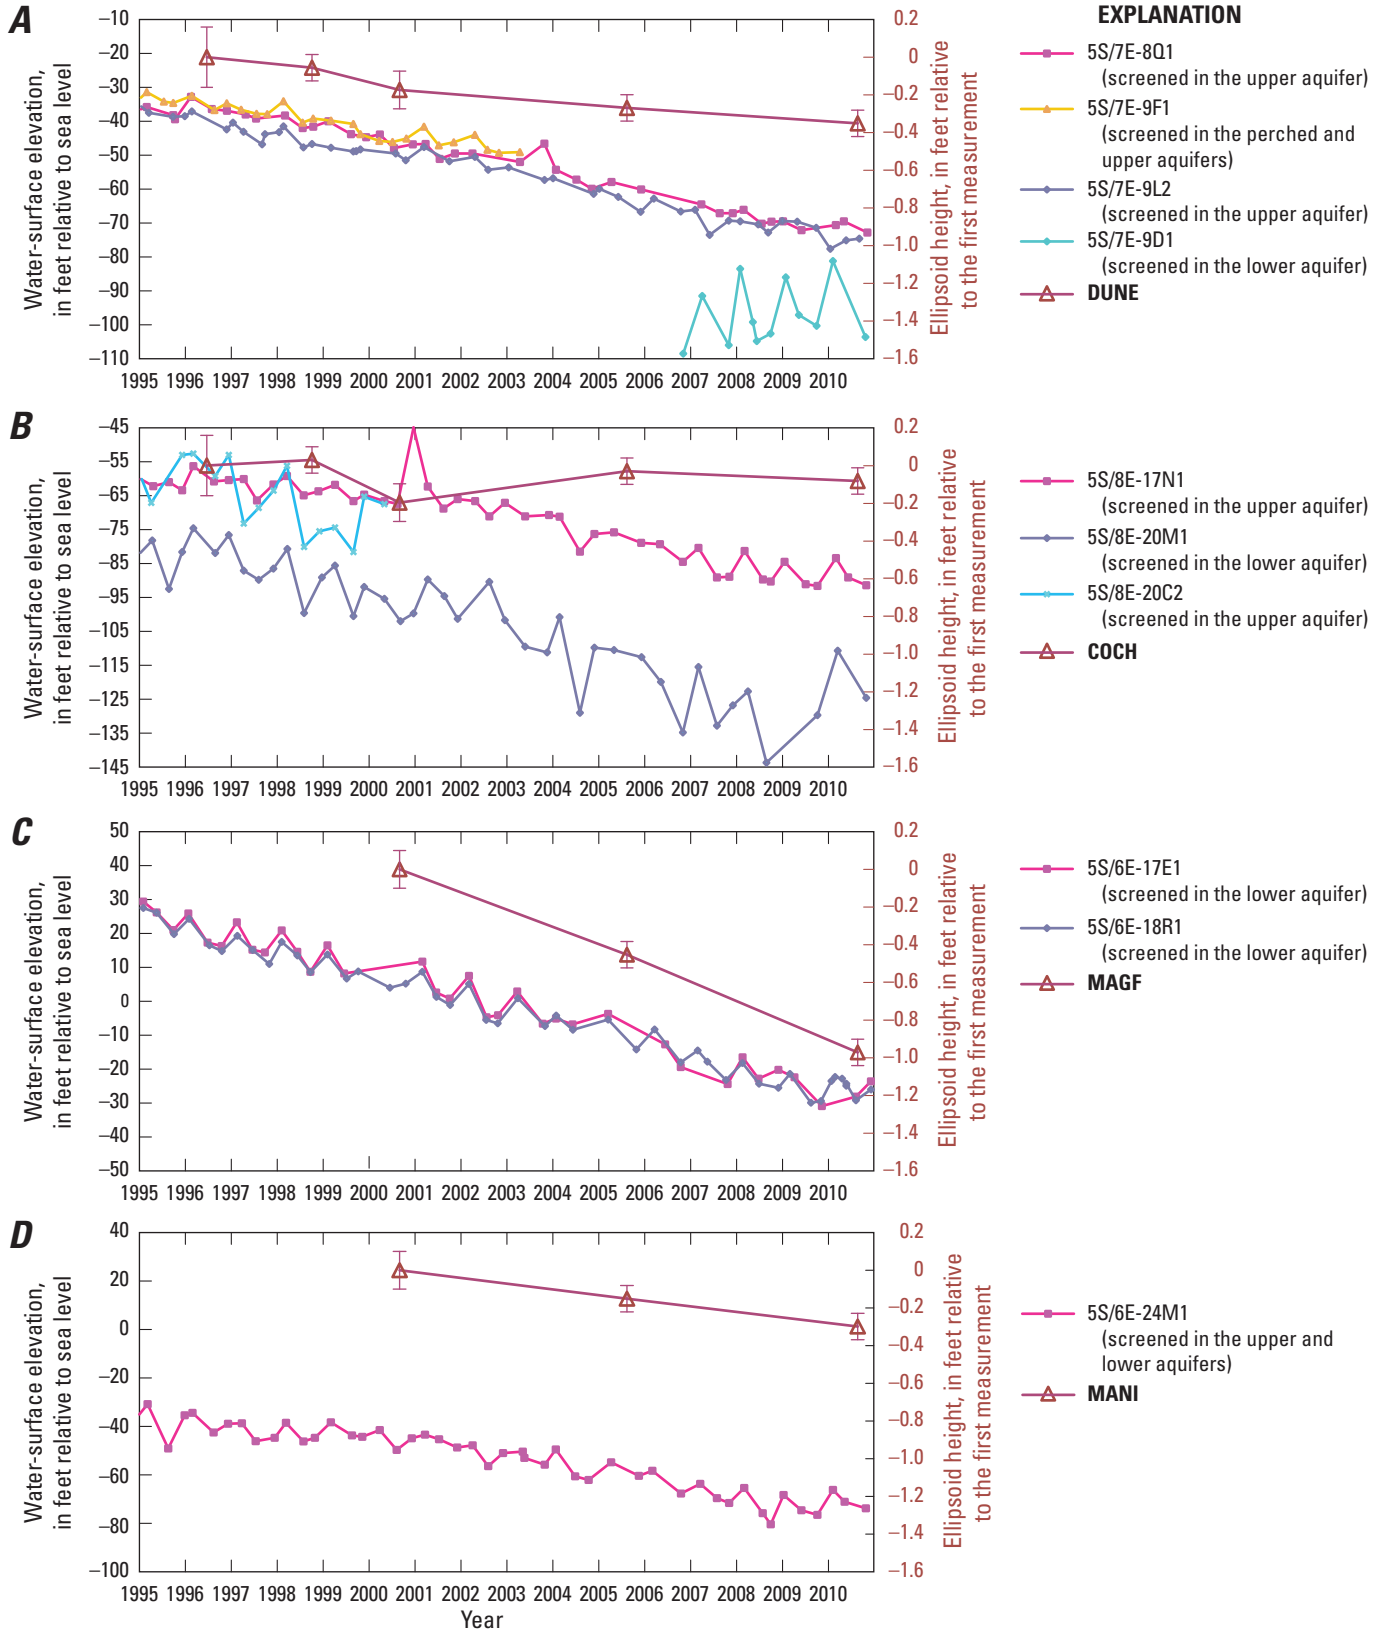 A
−10
−20
−30
−40
−50
−60
−70
−80
−90
−100
−110
Water-surface elevation,
in feet relative to sea level
0.2
0
−0.2
−0.4
−0.6
−0.8
−1.0
−1.2
−1.4
−1.6
Ellipsoid height, in feet relative
to the first measurement
1995 1996 1997 1998 1999 2000 2001 2002 2003 2004 2005 2006 2007 2008 2009 2010
EXPLANATION
5S/7E-8Q1
(screened in the upper aquifer)
5S/7E-9F1
(screened in the perched and
upper aquifers)
5S/7E-9L2
(screened in the upper aquifer)
5S/7E-9D1
(screened in the lower aquifer)
DUNE
B
−45
−55
−65
−75
−85
−95
−105
−115
−125
−135
−145
Water-surface elevation,
in feet relative to sea level
0.2
0
−0.2
−0.4
−0.6
−0.8
−1.0
−1.2
−1.4
−1.6
Ellipsoid height, in feet relative
to the first measurement
1995 1996 1997 1998 1999 2000 2001 2002 2003 2004 2005 2006 2007 2008 2009 2010
5S/8E-17N1
(screened in the upper aquifer)
5S/8E-20M1
(screened in the lower aquifer)
5S/8E-20C2
(screened in the upper aquifer)
COCH
C
50
40
30
20
10
0
−10
−20
−30
−40
−50
Water-surface elevation,
in feet relative to sea level
0.2
0
−0.2
−0.4
−0.6
−0.8
−1.0
−1.2
−1.4
−1.6
Ellipsoid height, in feet relative
to the first measurement
1995 1996 1997 1998 1999 2000 2001 2002 2003 2004 2005 2006 2007 2008 2009 2010
5S/6E-17E1
(screened in the lower aquifer)
5S/6E-18R1
(screened in the lower aquifer)
MAGF
D
40
20
0
−20
−40
−60
−80
−100
Water-surface elevation,
in feet relative to sea level
0.2
0
−0.2
−0.4
−0.6
−0.8
−1.0
−1.2
−1.4
−1.6
Ellipsoid height, in feet relative
to the first measurement
1995 1996 1997 1998 1999 2000 2001 2002 2003 2004 2005 2006 2007 2008 2009 2010
Year
5S/6E-24M1
(screened in the upper and
lower aquifers)
MANI